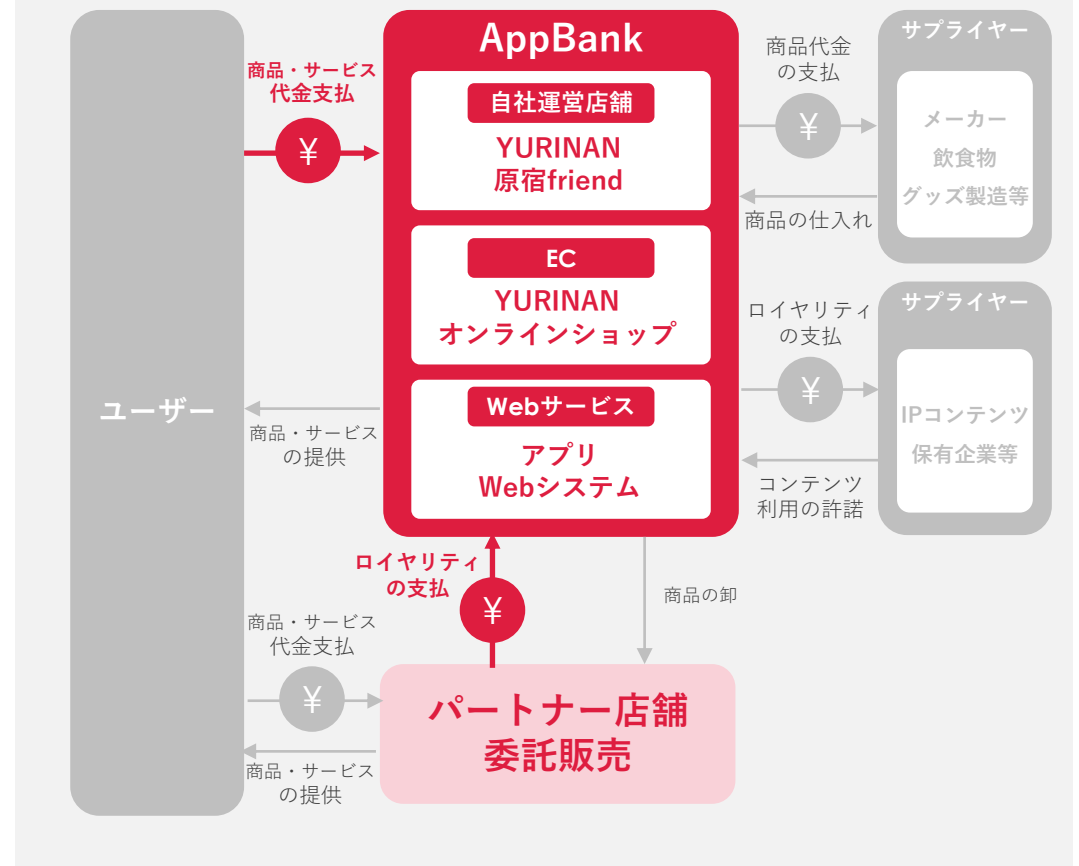 AppBank
自社運営店舗
YURINAN
原宿friend
EC
YURINAN
オンラインショップ
Webサービス
アプリ
Webシステム
商品・サービス
代金支払
¥
ユーザー
商品・サービス
の提供
商品代金
の支払
¥
商品の仕入れ
サプライヤー
メーカー
飲食物
グッズ製造等
ロイヤリティ
の支払
¥
コンテンツ
利用の許諾
サプライヤー
IPコンテンツ
保有企業等
ロイヤリティ
の支払
¥
商品の卸
商品・サービス
代金支払
¥
商品・サービス
の提供
パートナー店舗
委託販売